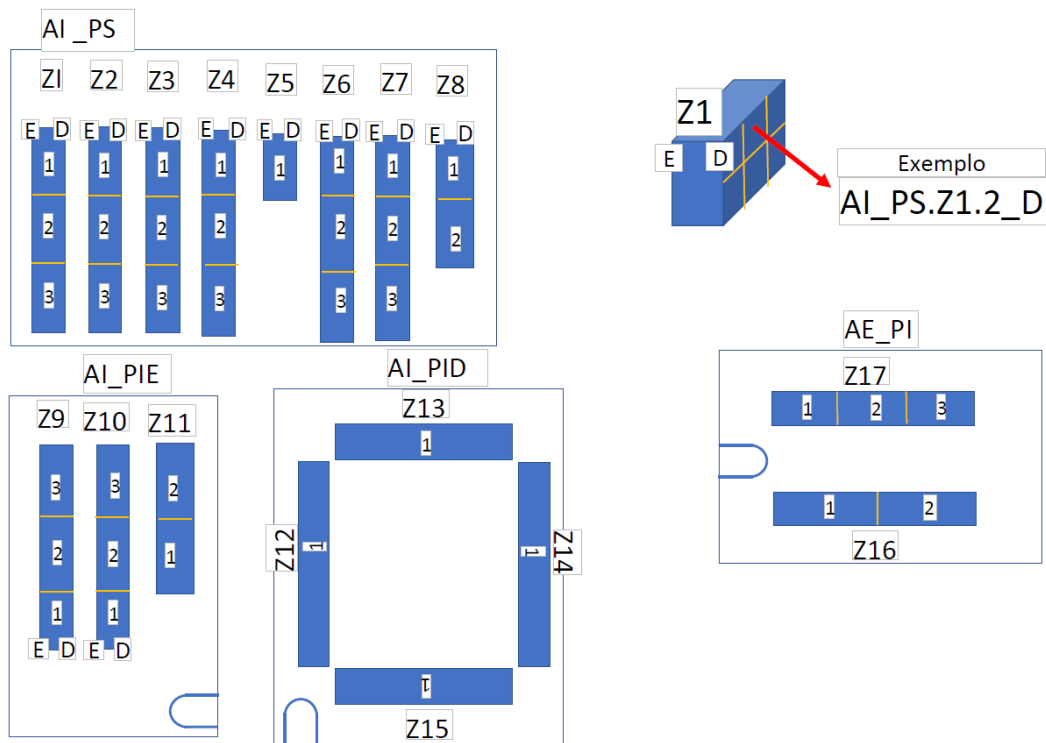 AI _PS
Z1 Z2 Z3 Z4 Z5 Z6 Z7 Z8
E D E D E D E D E D E D E D E D
1 1 1 1 1 1 1 1
2 2 2 2 2 2 2
3 3 3 3 3 3
Z1
E D
Exemplo
AI_PS.Z1.2_D
AI_PIE
Z9 Z10 Z11
3 3 2
2 2 1
1 1
E D E D
AI_PID
Z13
1
Z12
1
1
Z14
1
Z15
AE_PI
Z17
1 2 3
1 2
Z16